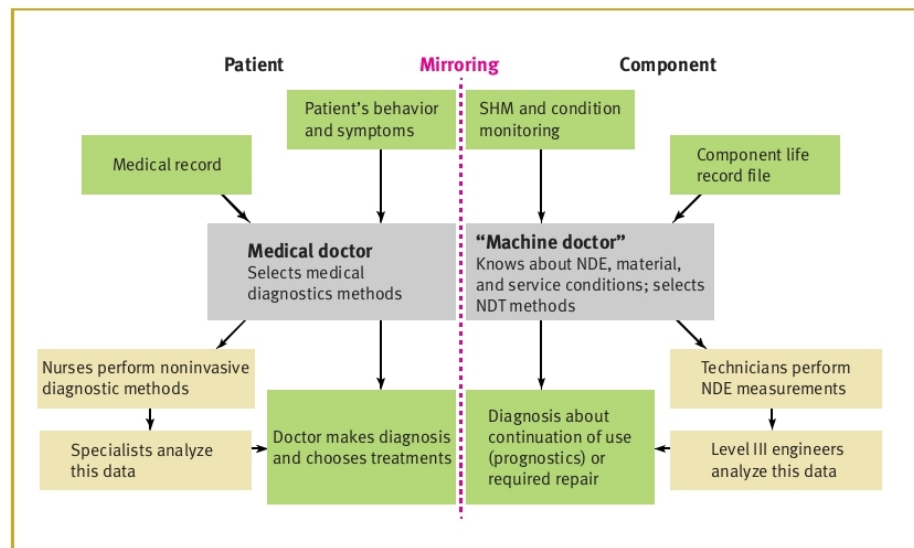 Patient
Mirroring
Component
Patient's behavior
and symptoms
SHM and condition
monitoring
Medical record
Component life
record file
Medical doctor
Selects medical
diagnostics methods
“Machine doctor”
Knows about NDE, material,
and service conditions; selects
NDT methods
Nurses perform noninvasive
diagnostic methods
Technicians perform
NDE measurements
Specialists analyze
this data
Doctor makes diagnosis
and chooses treatments
Diagnosis about
continuation of use
(prognostics) or
required repair
Level III engineers
analyze this data